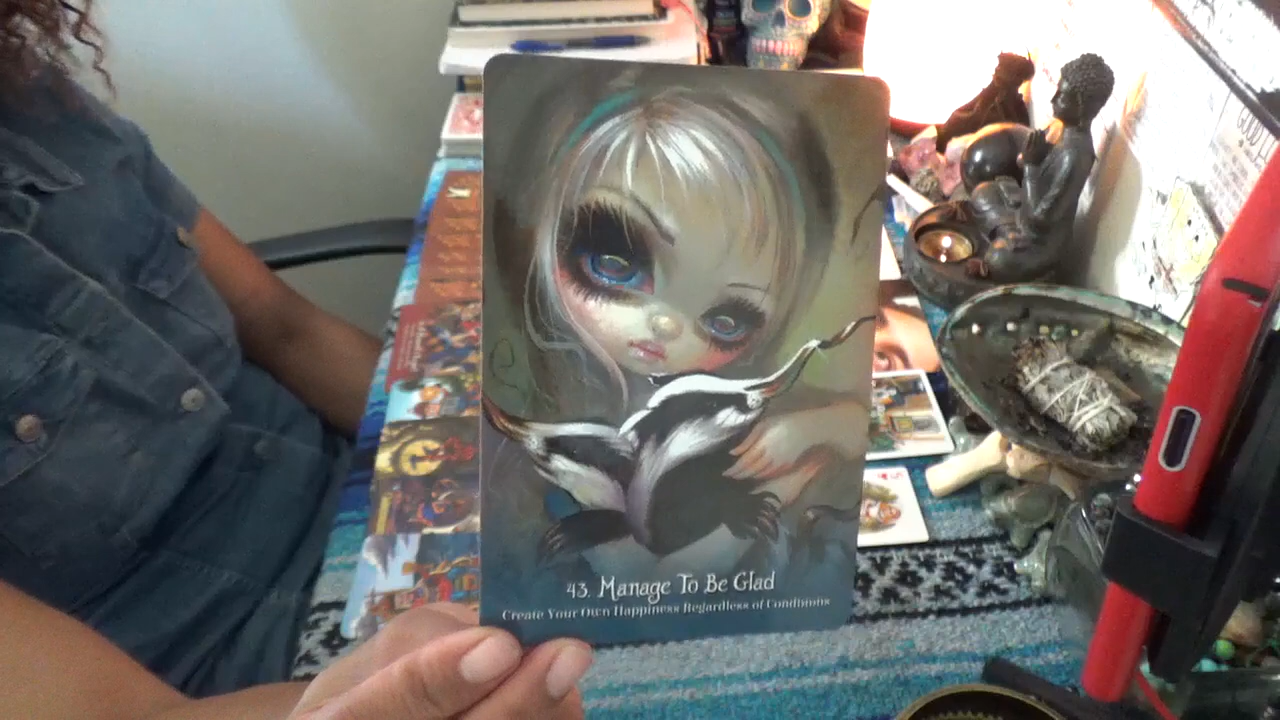 43. Manage To Be Glad
Create Your Own Happiness Regardless of Conditions